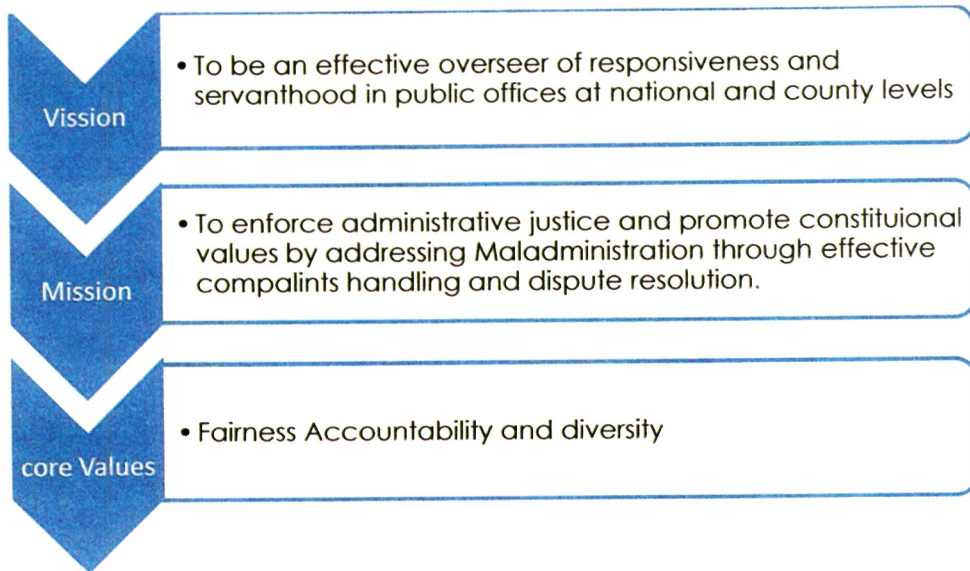 Vission
• To be an effective overseer of responsiveness and
servanthood in public offices at national and county levels
Mission
• To enforce administrative justice and promote constituional
values by addressing Maladministration through effective
compalints handling and dispute resolution.
core Values
• Fairness Accountability and diversity